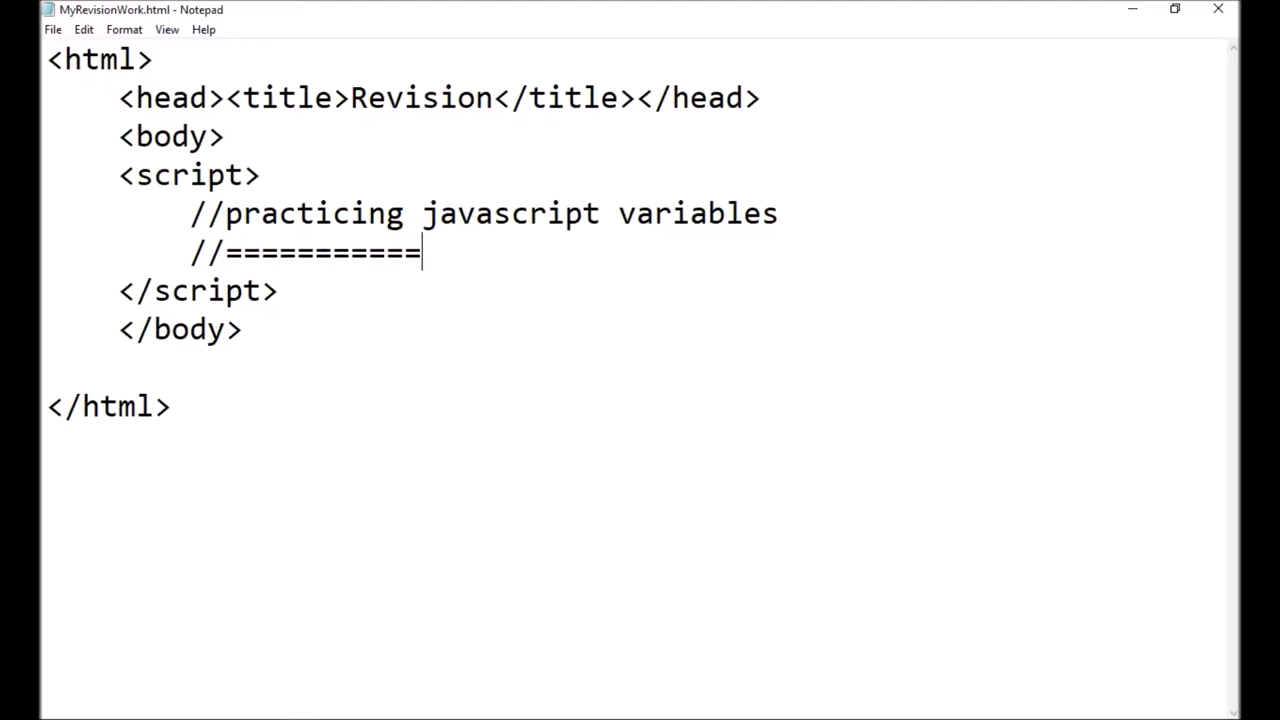 MyRevisionWork.html - Notepad
File Edit Format View Help
<html>
<head><title>Revision</title></head>
<body>
<script>
//practicing javascript variables
//===========
</script>
</body>
</html>